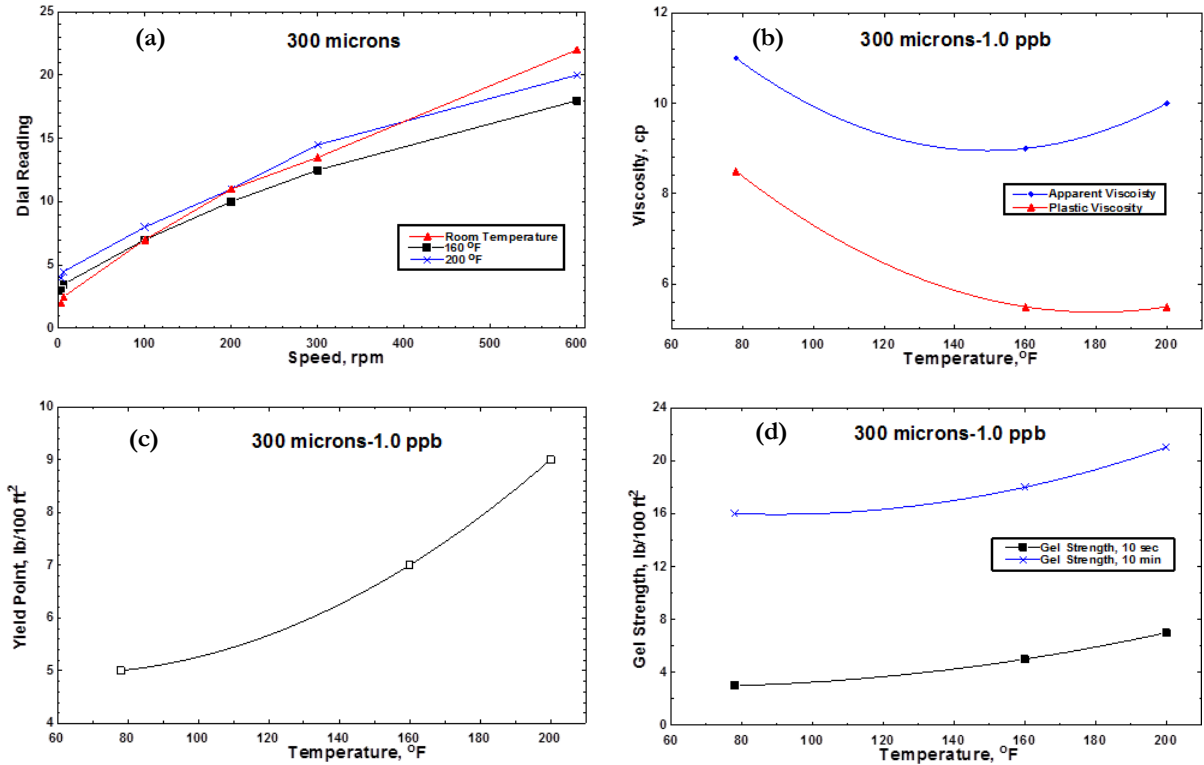 (a)
300 microns
25
20
15
10
5
0
Dial Reading
Room Temperature
160 °F
200 °F
0 100 200 300 400 500 600
Speed, rpm
(b)
300 microns-1.0 ppb
12
10
8
6
Viscosity, cp
Apparent Viscoisty
Plastic Viscosity
60 80 100 120 140 160 180 200
Temperature,°F
(c)
300 microns-1.0 ppb
10
9
8
7
6
5
4
Yield Point, lb/100 ft²
60 80 100 120 140 160 180 200
Temperature, °F
(d)
300 microns-1.0 ppb
24
20
16
12
8
4
0
Gel Strength, lb/100 ft²
Gel Strength, 10 sec
Gel Strength, 10 min
60 80 100 120 140 160 180 200
Temperature, °F